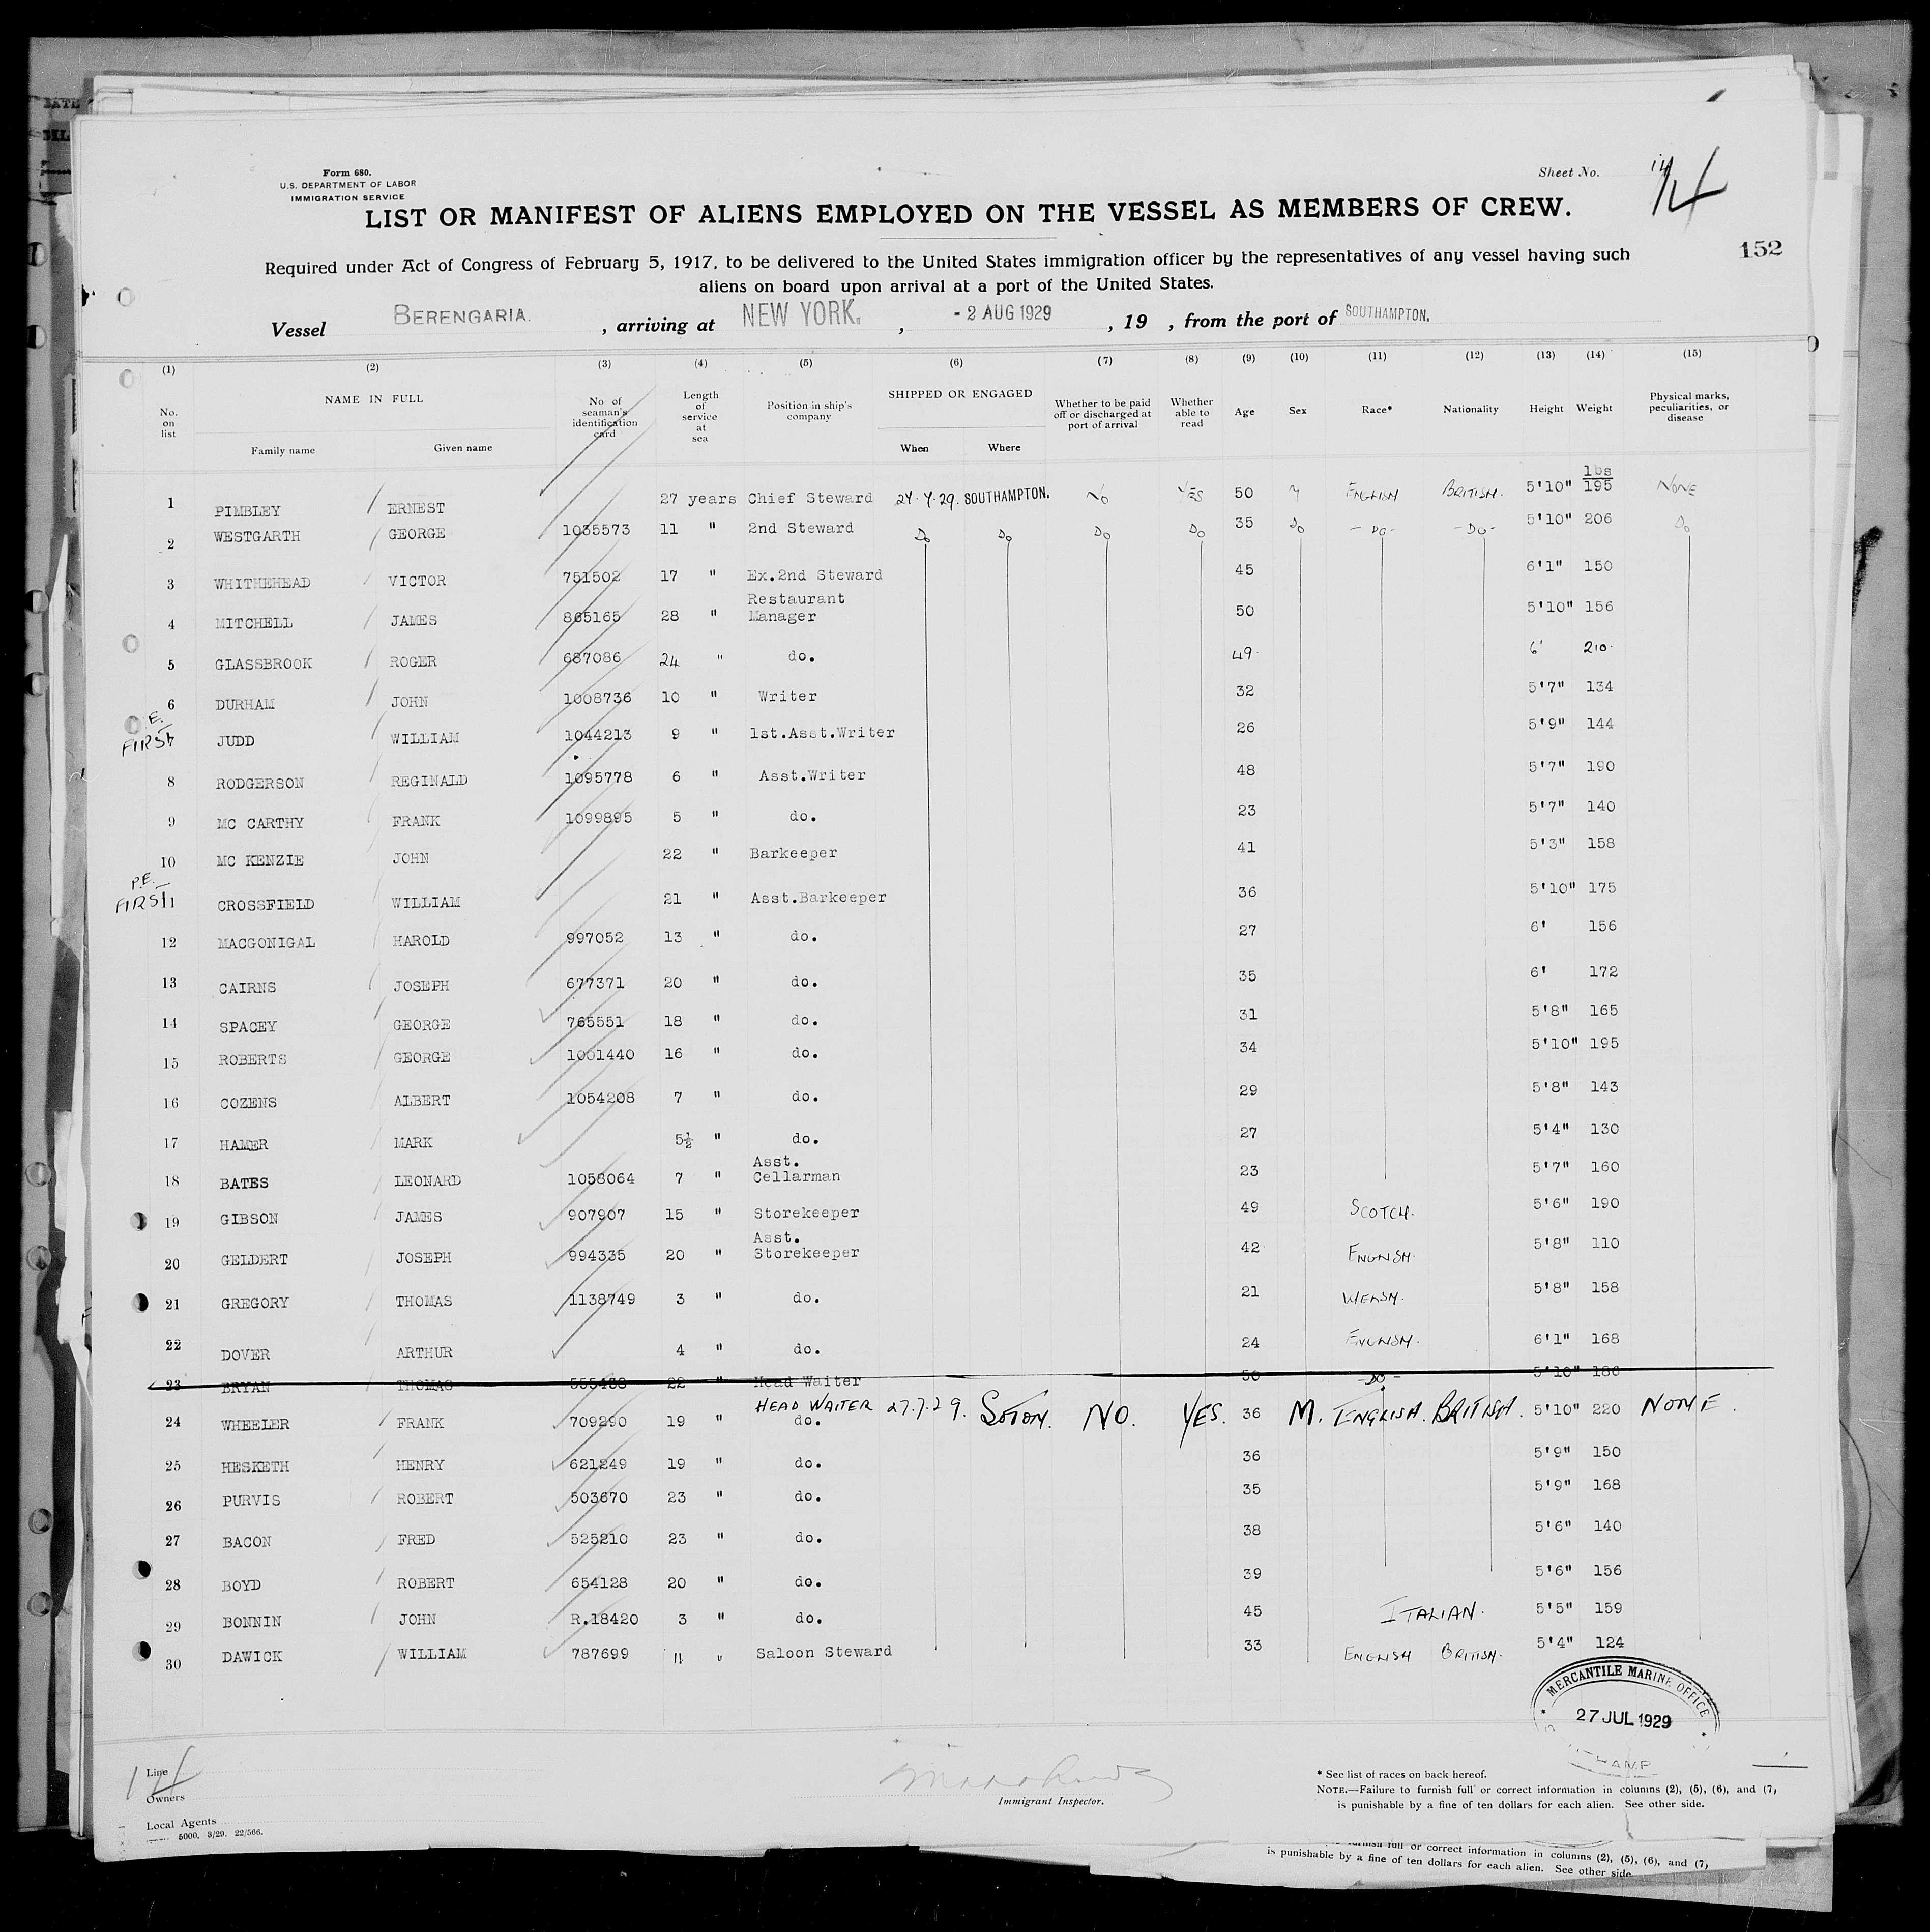 Form 680.
U.S. DEPARTMENT OF LABOR
IMMIGRATION SERVICE
Sheet No. 14
14
LIST OR MANIFEST OF ALIENS EMPLOYED ON THE VESSEL AS MEMBERS OF CREW.
152
Required under Act of Congress of February 5, 1917, to be delivered to the United States immigration officer by the representatives of any vessel having such
aliens on board upon arrival at a port of the United States.
Vessel BERENGARIA. , arriving at NEW YORK. , - 2 AUG 1929 , 19 , from the port of SOUTHAMPTON.
(1) (2) (3) (4) (5) (6) (7) (8) (9) (10) (11) (12) (13) (14) (15)
No. on list
NAME IN FULL
Family name Given name
No of seaman's identification card
Length of service at sea
Position in ship's company
SHIPPED OR ENGAGED
When Where
Whether to be paid off or discharged at port of arrival
Whether able to read
Age Sex Race* Nationality Height Weight
Physical marks, peculiarities, or disease
lbs
1 PIMBLEY ERNEST 27 years Chief Steward 27.7.29. SOUTHAMPTON. NO YES 50 M ENGLISH BRITISH. 5'10" 195 NONE
2 WESTGARTH GEORGE 1035573 11 " 2nd Steward Do Do Do Do 35 Do -DO- -DO- 5'10" 206 Do
3 WHITHEHEAD VICTOR 751502 17 " Ex.2nd Steward 45 6'1" 150
4 MITCHELL JAMES 865165 28 " Restaurant Manager 50 5'10" 156
5 GLASSBROOK ROGER 687086 24 " do. 49. 6' 210.
6 DURHAM JOHN 1008736 10 " Writer 32 5'7" 134
E.
FIRST
7 JUDD WILLIAM 1044213 9 " 1st.Asst.Writer 26 5'9" 144
8 RODGERSON REGINALD 1095778 6 " Asst.Writer 48 5'7" 190
9 MC CARTHY FRANK 1099895 5 " do. 23 5'7" 140
10 MC KENZIE JOHN 22 " Barkeeper 41 5'3" 158
P.E.
FIRST
11 CROSSFIELD WILLIAM 21 " Asst.Barkeeper 36 5'10" 175
12 MACGONIGAL HAROLD 997052 13 " do. 27 6' 156
13 CAIRNS JOSEPH 677371 20 " do. 35 6' 172
14 SPACEY GEORGE 765551 18 " do. 31 5'8" 165
15 ROBERTS GEORGE 1001440 16 " do. 34 5'10" 195
16 COZENS ALBERT 1054208 7 " do. 29 5'8" 143
17 HAMER MARK 5½ " do. 27 5'4" 130
18 BATES LEONARD 1058064 7 " Asst. Cellarman 23 5'7" 160
19 GIBSON JAMES 907907 15 " Storekeeper 49 SCOTCH. 5'6" 190
20 GELDERT JOSEPH 994335 20 " Asst. Storekeeper 42 ENGLISH. 5'8" 110
21 GREGORY THOMAS 1138749 3 " do. 21 WELSH. 5'8" 158
22 DOVER ARTHUR 4 " do. 24 ENGLISH. 6'1" 168
23 BRYAN THOMAS 555438 22 " Head Waiter 50 -DO- 5'10" 186
24 WHEELER FRANK 709290 19 " HEAD WAITER do. 27.7.29. SOTON. NO. YES. 36 M. ENGLISH. BRITISH. 5'10" 220 NONE.
25 HESKETH HENRY 621249 19 " do. 36 5'9" 150
26 PURVIS ROBERT 503670 23 " do. 35 5'9" 168
27 BACON FRED 525210 23 " do. 38 5'6" 140
28 BOYD ROBERT 654128 20 " do. 39 5'6" 156
29 BONNIN JOHN R.18420 3 " do. 45 ITALIAN. 5'5" 159
30 DAWICK WILLIAM 787699 11 " Saloon Steward 33 ENGLISH BRITISH. 5'4" 124
MERCANTILE MARINE OFFICE
27 JUL 1929
14
Line
Owners
Local Agents
5000. 3/29. 22/566.
Immigrant Inspector.
* See list of races on back hereof.
NOTE.—Failure to furnish full or correct information in columns (2), (5), (6), and (7)
is punishable by a fine of ten dollars for each alien. See other side.
furnish full or correct information in columns (2), (5), (6), and (7)
is punishable by a fine of ten dollars for each alien. See other side